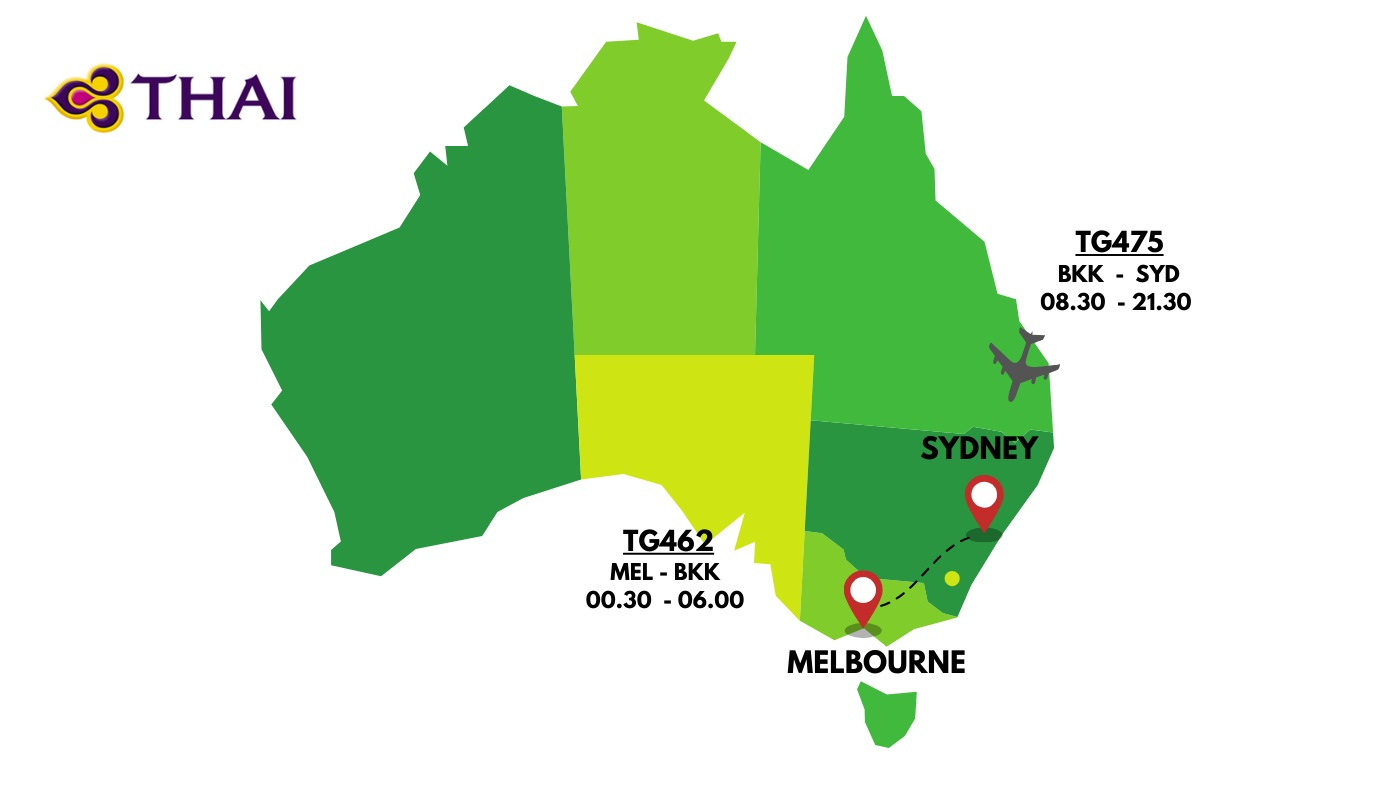 THAI
TG475
BKK - SYD
08.30 - 21.30
SYDNEY
TG462
MEL - BKK
00.30 - 06.00
MELBOURNE